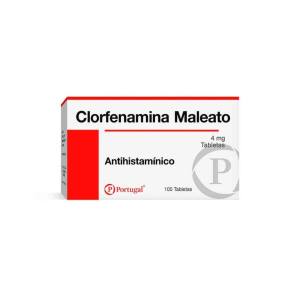 Clorfenamina Maleato
4 mg
Tabletas
Antihistamínico
P Portugal®
100 Tabletas
P